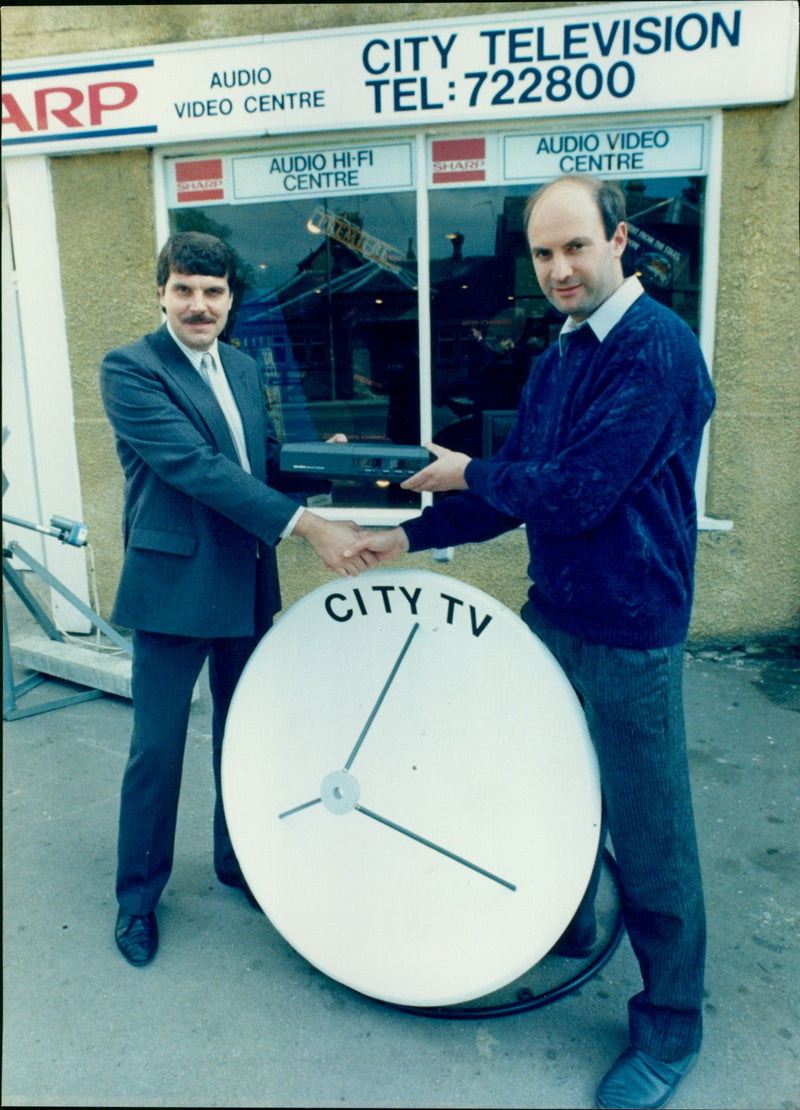 ARP
AUDIO
VIDEO CENTRE
CITY TELEVISION
TEL: 722800
SHARP
AUDIO HI-FI
CENTRE
SHARP
AUDIO VIDEO
CENTRE
PREMIERE
CITY TV